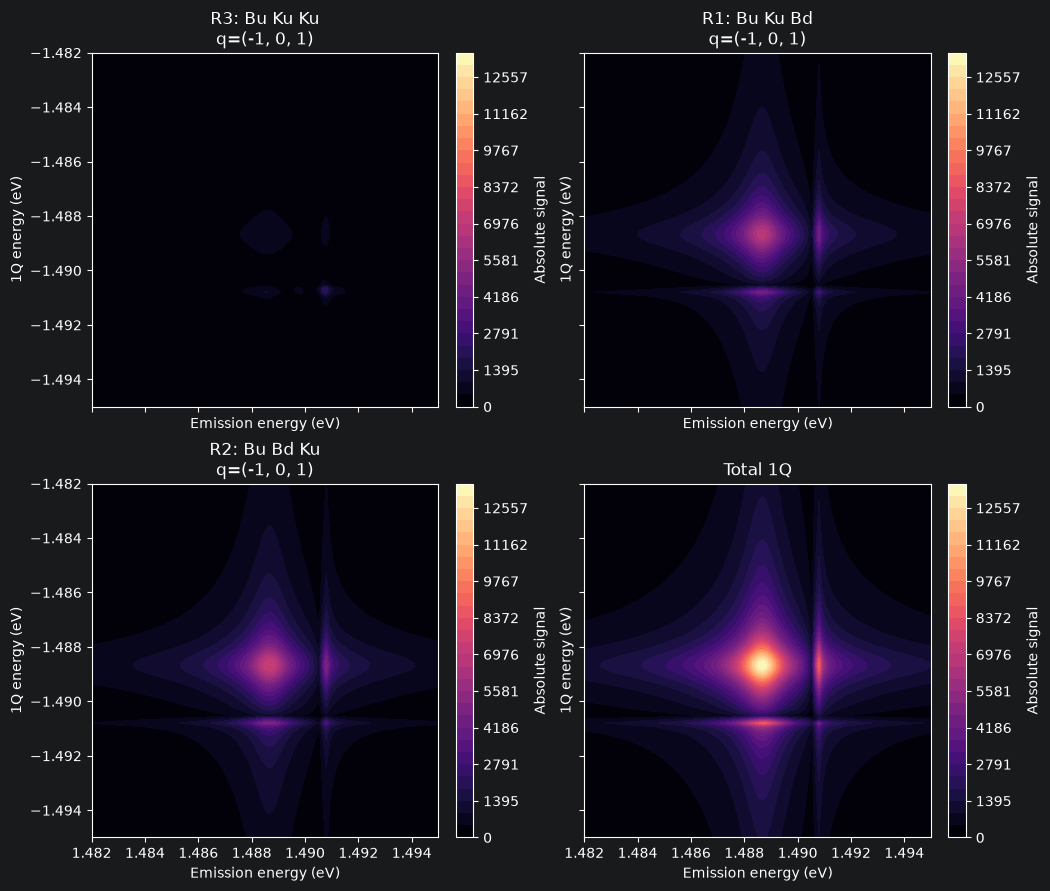 R3: Bu Ku Ku
q=(-1, 0, 1)
−1.482
−1.484
−1.486
−1.488
−1.490
−1.492
−1.494
1Q energy (eV)
Emission energy (eV)
12557
11162
9767
8372
6976
5581
4186
2791
1395
0
Absolute signal
R1: Bu Ku Bd
q=(-1, 0, 1)
1Q energy (eV)
Emission energy (eV)
12557
11162
9767
8372
6976
5581
4186
2791
1395
0
Absolute signal
R2: Bu Bd Ku
q=(-1, 0, 1)
−1.482
−1.484
−1.486
−1.488
−1.490
−1.492
−1.494
1Q energy (eV)
1.482 1.484 1.486 1.488 1.490 1.492 1.494
Emission energy (eV)
12557
11162
9767
8372
6976
5581
4186
2791
1395
0
Absolute signal
Total 1Q
1Q energy (eV)
1.482 1.484 1.486 1.488 1.490 1.492 1.494
Emission energy (eV)
12557
11162
9767
8372
6976
5581
4186
2791
1395
0
Absolute signal